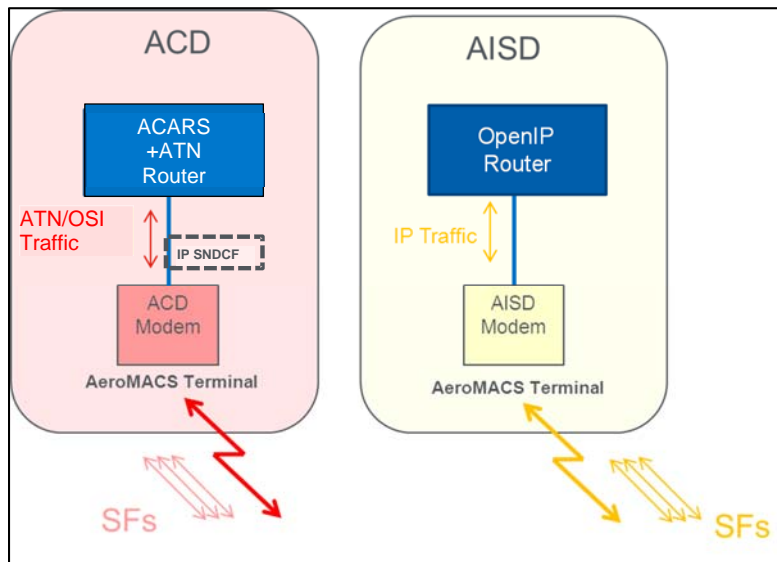 ACD
ACARS
+ATN
Router
ATN/OSI
Traffic
IP SNDCF
ACD
Modem
AeroMACS Terminal
SFs
AISD
OpenIP
Router
IP Traffic
AISD
Modem
AeroMACS Terminal
SFs